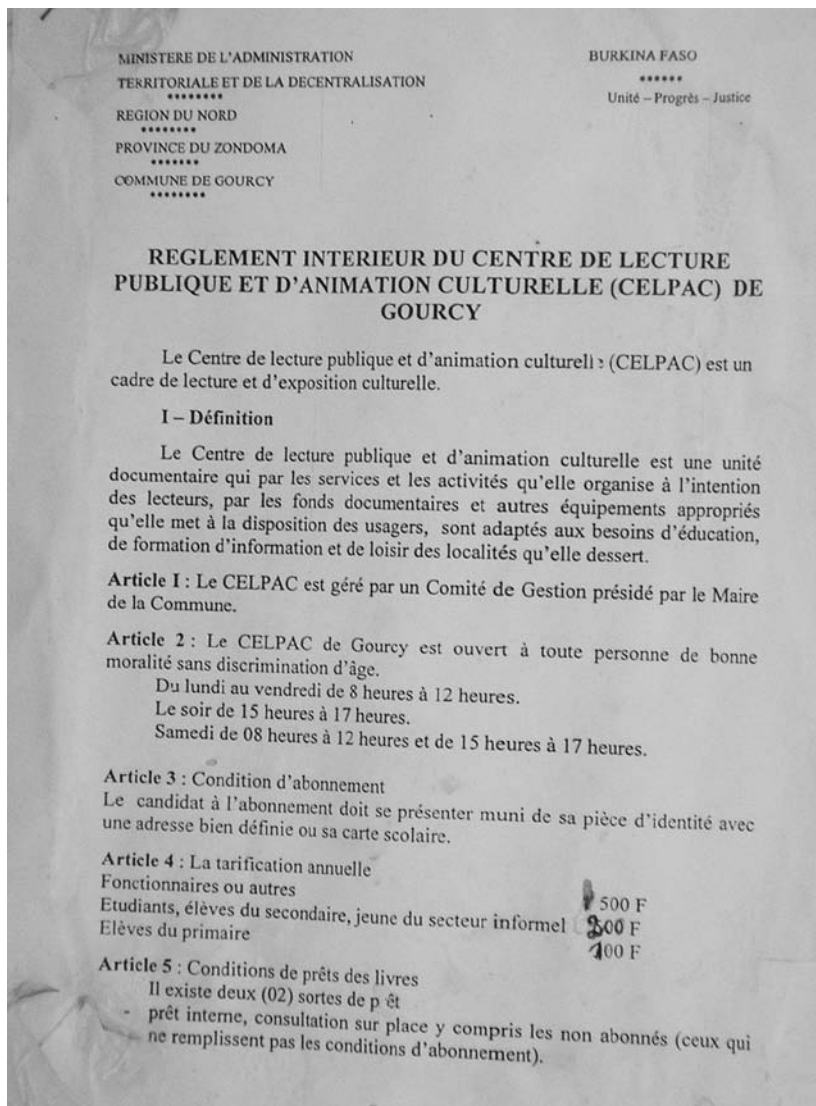 MINISTERE DE L'ADMINISTRATION
TERRITORIALE ET DE LA DECENTRALISATION
********
REGION DU NORD
********
PROVINCE DU ZONDOMA
*******
COMMUNE DE GOURCY
********
BURKINA FASO
******
Unité – Progrès – Justice
REGLEMENT INTERIEUR DU CENTRE DE LECTURE
PUBLIQUE ET D'ANIMATION CULTURELLE (CELPAC) DE
GOURCY
Le Centre de lecture publique et d'animation culturelle (CELPAC) est un
cadre de lecture et d'exposition culturelle.
I – Définition
Le Centre de lecture publique et d'animation culturelle est une unité
documentaire qui par les services et les activités qu'elle organise à l'intention
des lecteurs, par les fonds documentaires et autres équipements appropriés
qu'elle met à la disposition des usagers, sont adaptés aux besoins d'éducation,
de formation d'information et de loisir des localités qu'elle dessert.
Article I : Le CELPAC est géré par un Comité de Gestion présidé par le Maire
de la Commune.
Article 2 : Le CELPAC de Gourcy est ouvert à toute personne de bonne
moralité sans discrimination d'âge.
Du lundi au vendredi de 8 heures à 12 heures.
Le soir de 15 heures à 17 heures.
Samedi de 08 heures à 12 heures et de 15 heures à 17 heures.
Article 3 : Condition d'abonnement
Le candidat à l'abonnement doit se présenter muni de sa pièce d'identité avec
une adresse bien définie ou sa carte scolaire.
Article 4 : La tarification annuelle
Fonctionnaires ou autres 500 F
Etudiants, élèves du secondaire, jeune du secteur informel F
Elèves du primaire 100 F
Article 5 : Conditions de prêts des livres
Il existe deux (02) sortes de prêt
- prêt interne, consultation sur place y compris les non abonnés (ceux qui
ne remplissent pas les conditions d'abonnement).